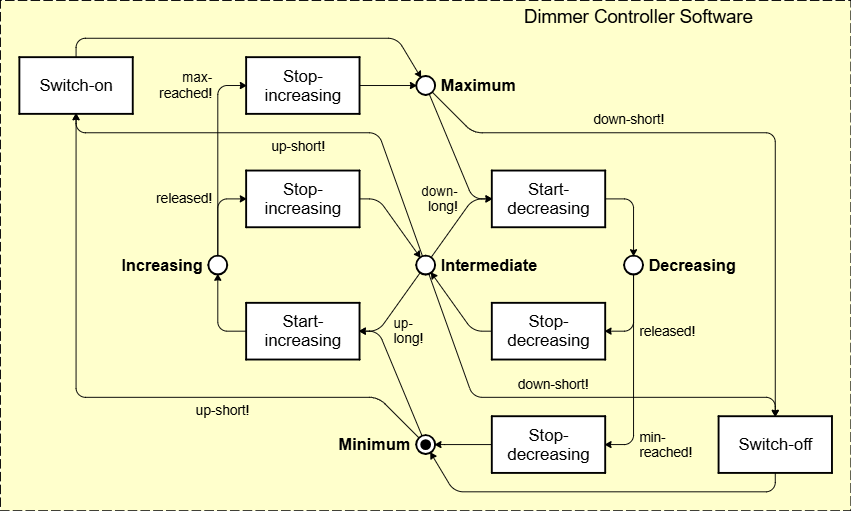 Dimmer Controller Software
Switch-on
max-
reached!
Stop-
increasing
Maximum
down-short!
up-short!
released!
Stop-
increasing
down-
long!
Start-
decreasing
Increasing
Intermediate
Decreasing
Start-
increasing
up-
long!
Stop-
decreasing
released!
down-short!
up-short!
Minimum
Stop-
decreasing
min-
reached!
Switch-off